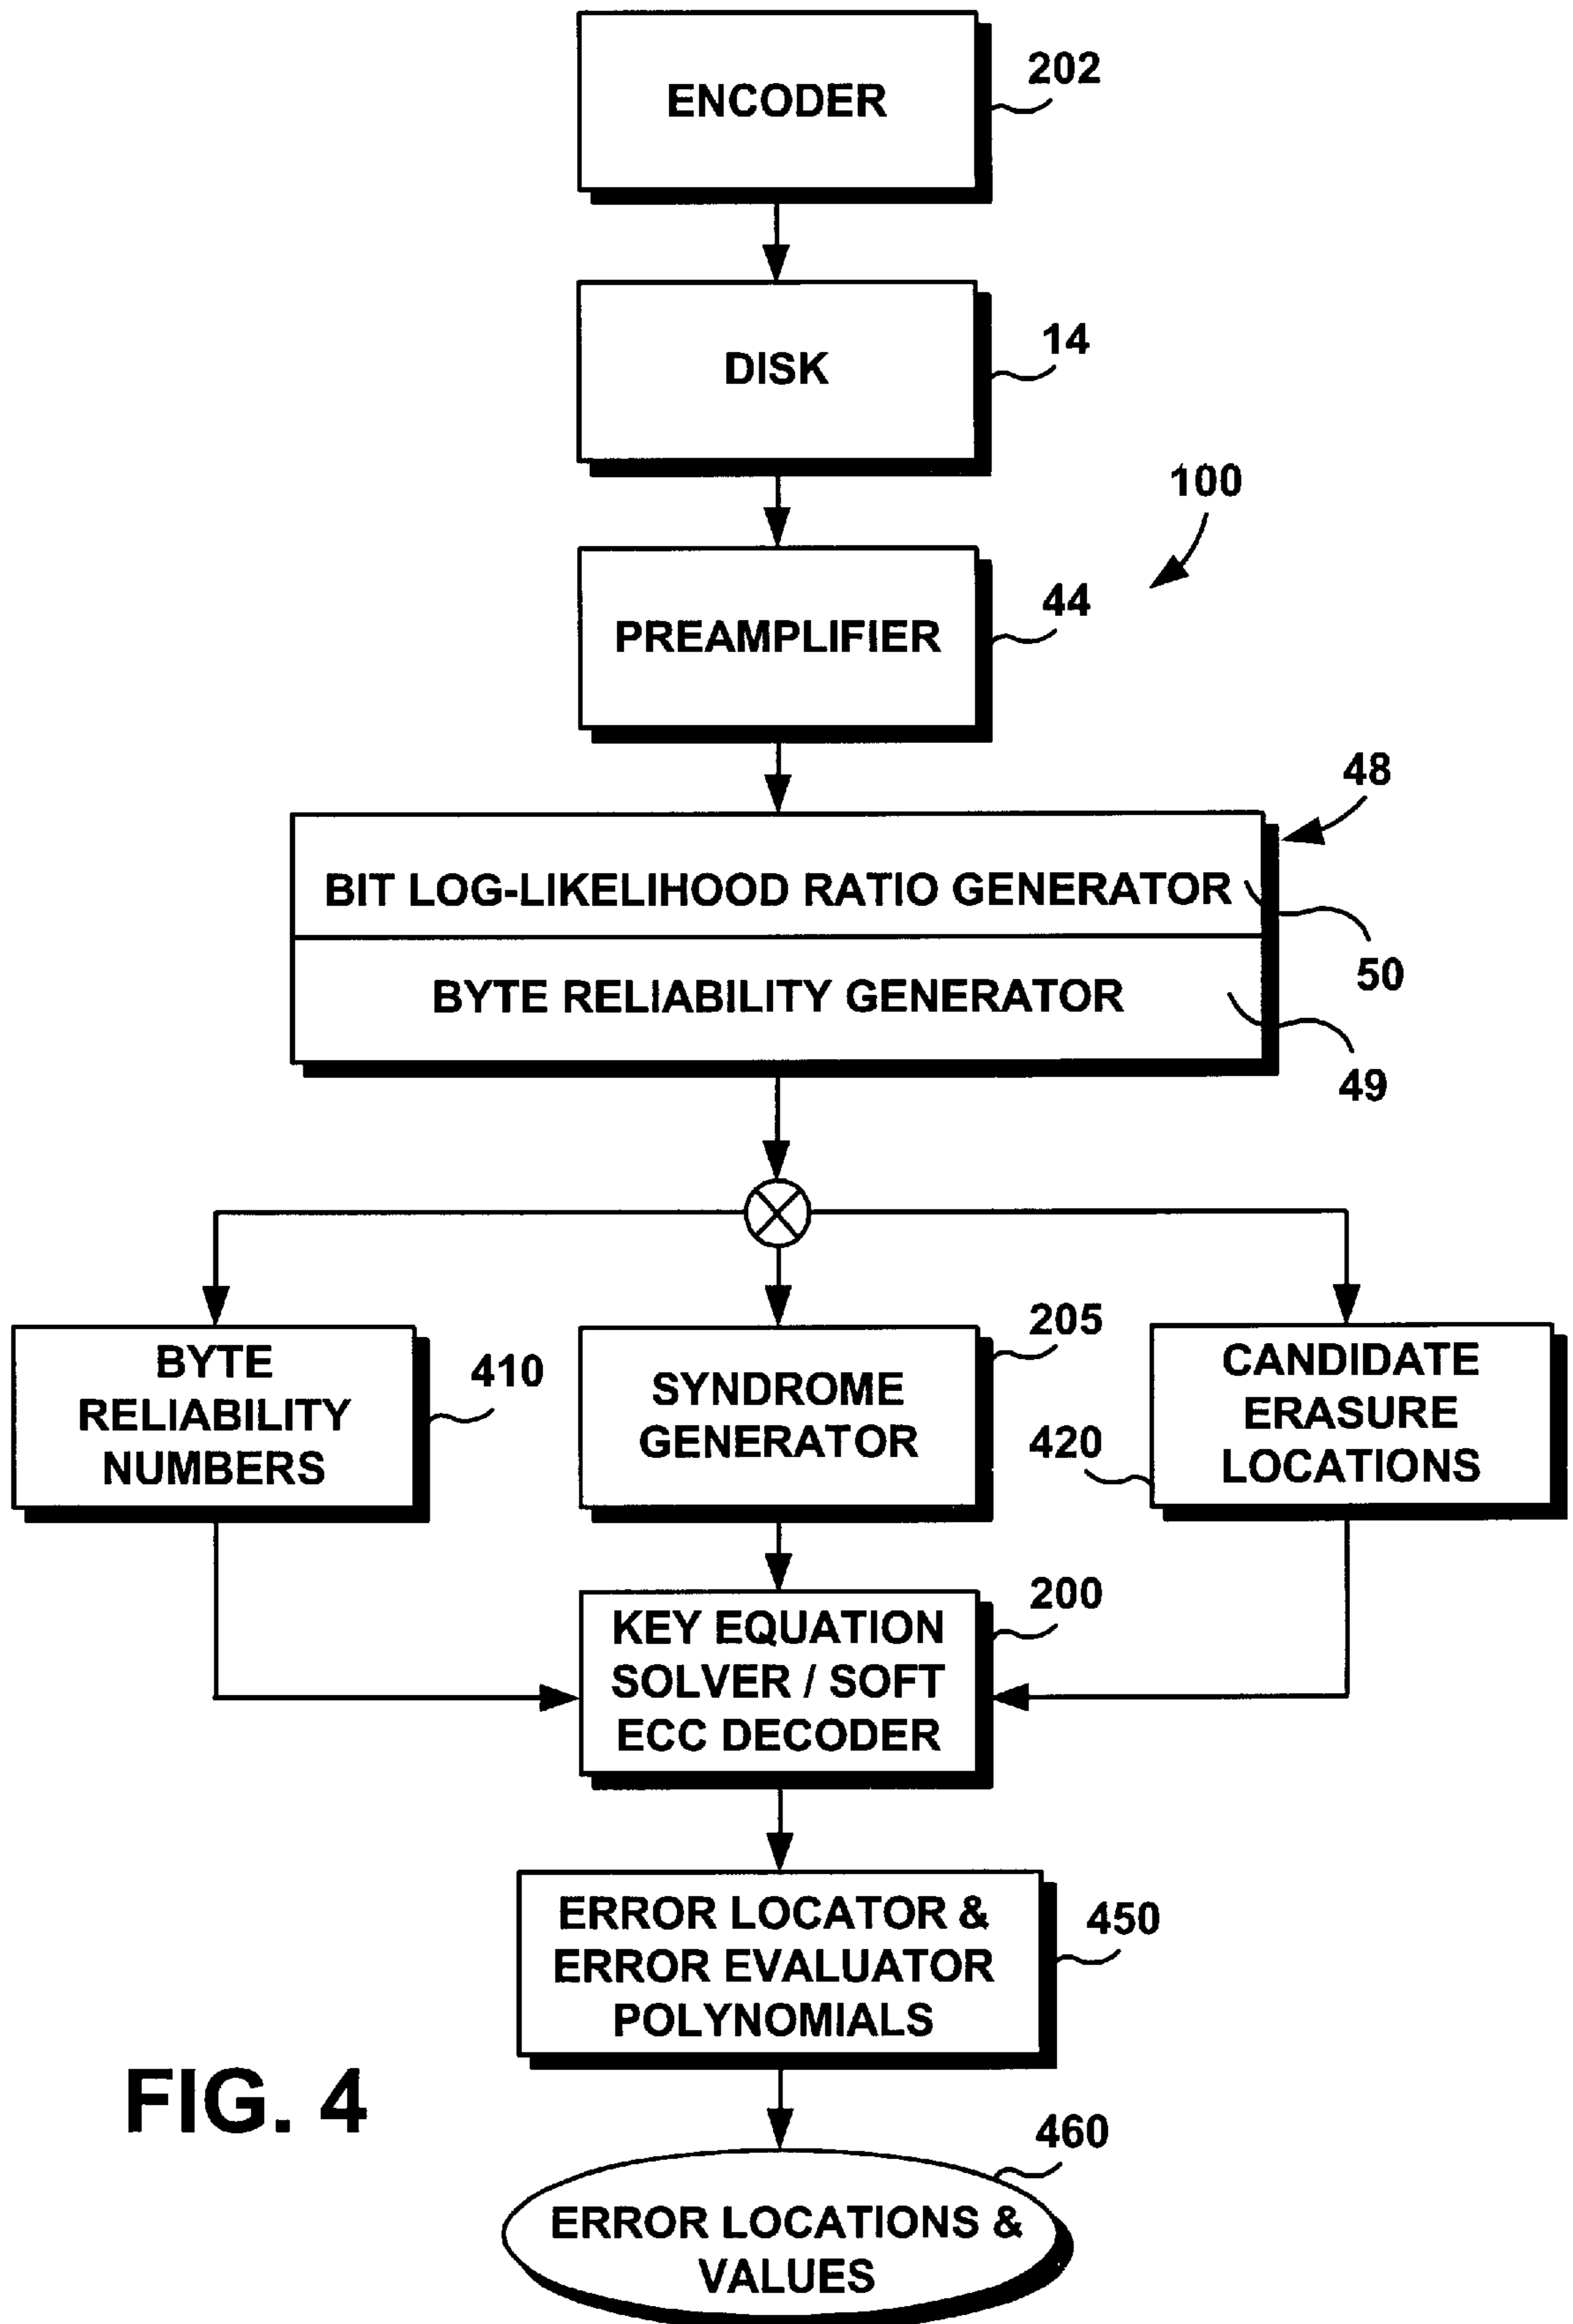 ENCODER
202
DISK
14
100
PREAMPLIFIER
44
48
BIT LOG-LIKELIHOOD RATIO GENERATOR
50
BYTE RELIABILITY GENERATOR
49
BYTE
RELIABILITY
NUMBERS
410
SYNDROME
GENERATOR
205
CANDIDATE
ERASURE
LOCATIONS
420
KEY EQUATION
SOLVER / SOFT
ECC DECODER
200
ERROR LOCATOR &
ERROR EVALUATOR
POLYNOMIALS
450
FIG. 4
460
ERROR LOCATIONS &
VALUES